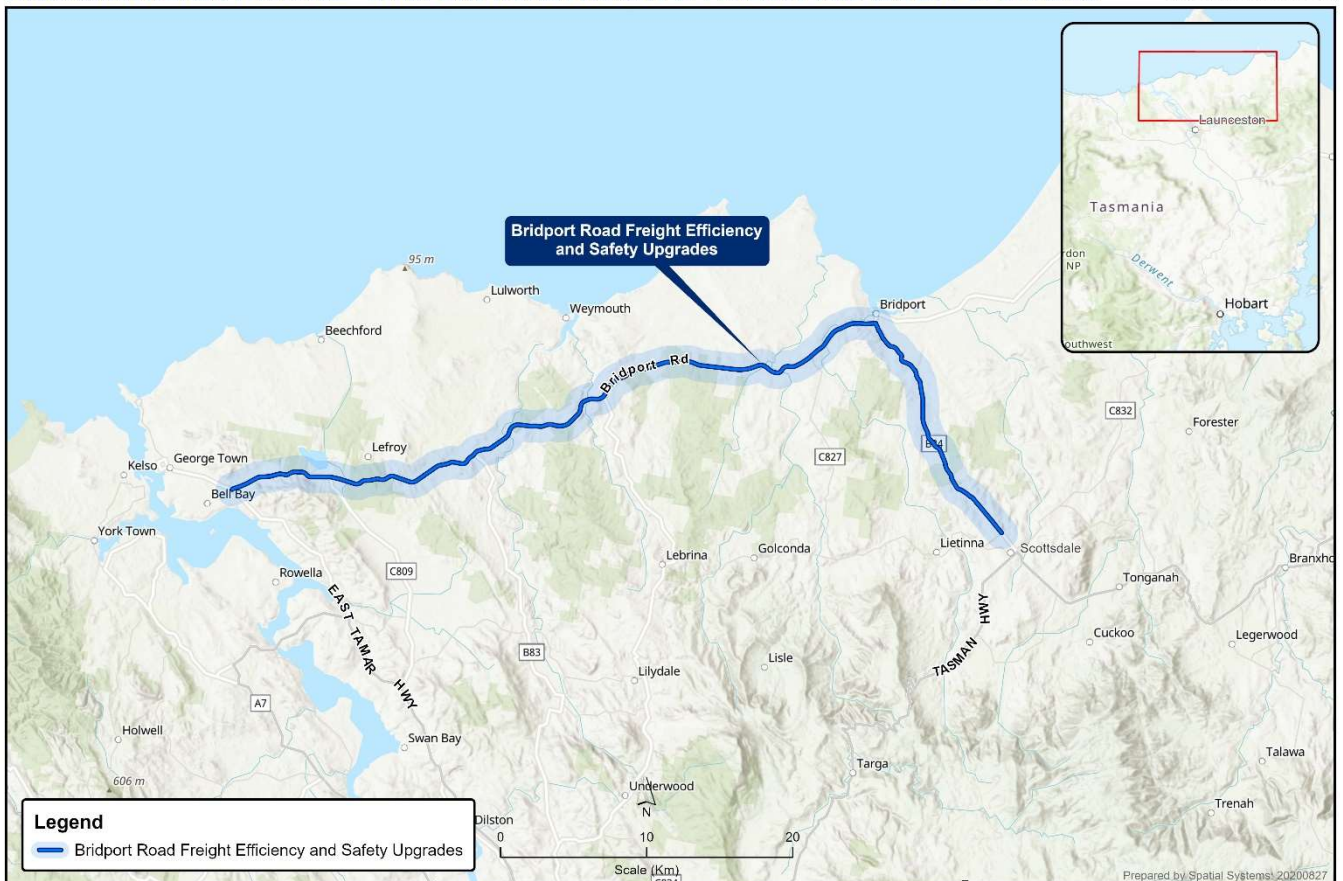 Launceston
Tasmania
rdon
NP
Derwent
Hobart
outhwest
Bridport Road Freight Efficiency
and Safety Upgrades
95 m
Lulworth
Weymouth
Bridport
Beechford
Bridport Rd
C832
Forester
Lefroy
George Town
Kelso
C827
Bell Bay
York Town
Lietinna
Scottsdale
Lebrina
Golconda
Branxho
Rowella
C809
Tonganah
EAST TAMAR HWY
TASMAN HWY
Cuckoo
Legerwood
B83
Lisle
Lilydale
A7
Holwell
Swan Bay
Talawa
Targa
606 m
Underwood
Trenah
N
Dilston
0 10 20
Scale (Km)
Legend
Bridport Road Freight Efficiency and Safety Upgrades
Prepared by Spatial Systems: 20200827